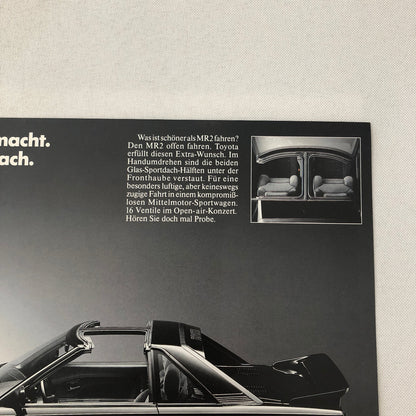 macht.
ach.
Was ist schöner als MR2 fahren?
Den MR2 offen fahren. Toyota
erfüllt diesen Extra-Wunsch. Im
Handumdrehen sind die beiden
Glas-Sportdach-Hälften unter der
Fronthaube verstaut. Für eine
besonders luftige, aber keineswegs
zugige Fahrt in einem kompromiß-
losen Mittelmotor-Sportwagen.
16 Ventile im Open-air-Konzert.
Hören Sie doch mal Probe.